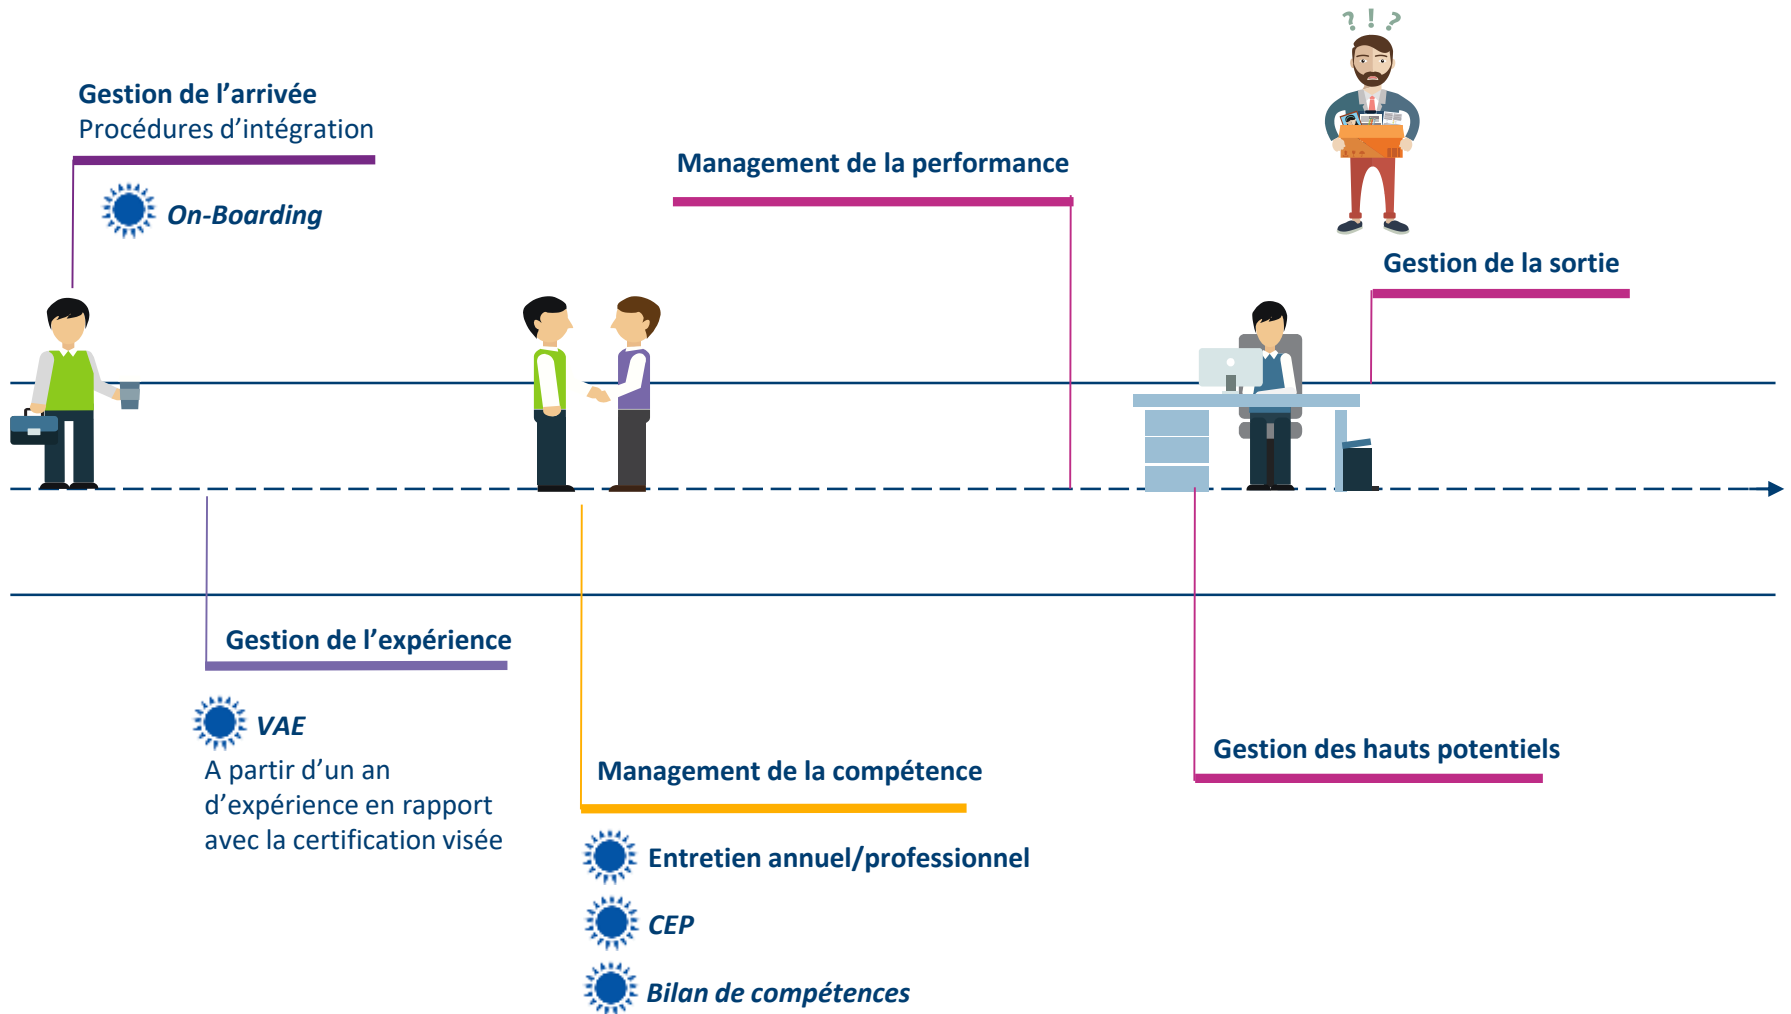 ? ! ?
Gestion de l’arrivée
Procédures d’intégration
On-Boarding
Management de la performance
Gestion de la sortie
Gestion de l’expérience
VAE
A partir d’un an
d’expérience en rapport
avec la certification visée
Management de la compétence
Entretien annuel/professionnel
CEP
Bilan de compétences
Gestion des hauts potentiels